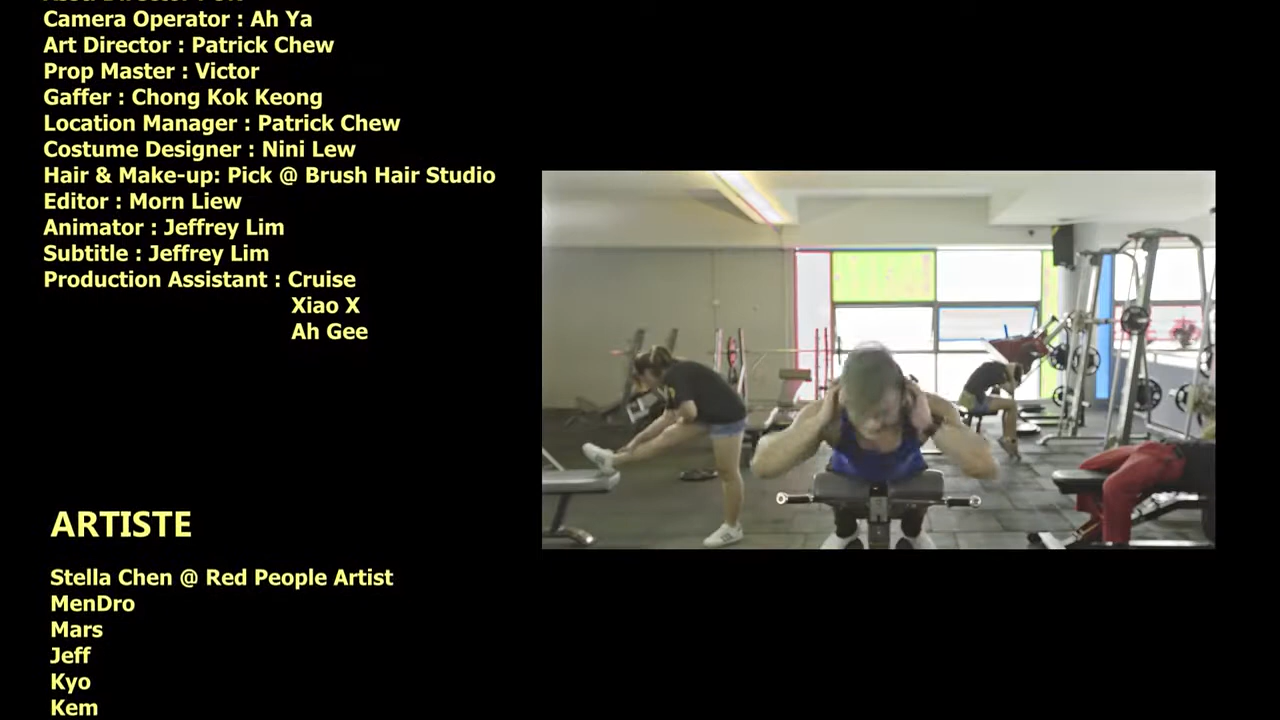 Camera Operator : Ah Ya
Art Director : Patrick Chew
Prop Master : Victor
Gaffer : Chong Kok Keong
Location Manager : Patrick Chew
Costume Designer : Nini Lew
Hair & Make-up: Pick @ Brush Hair Studio
Editor : Morn Liew
Animator : Jeffrey Lim
Subtitle : Jeffrey Lim
Production Assistant : Cruise
Xiao X
Ah Gee
ARTISTE
Stella Chen @ Red People Artist
MenDro
Mars
Jeff
Kyo
Kem